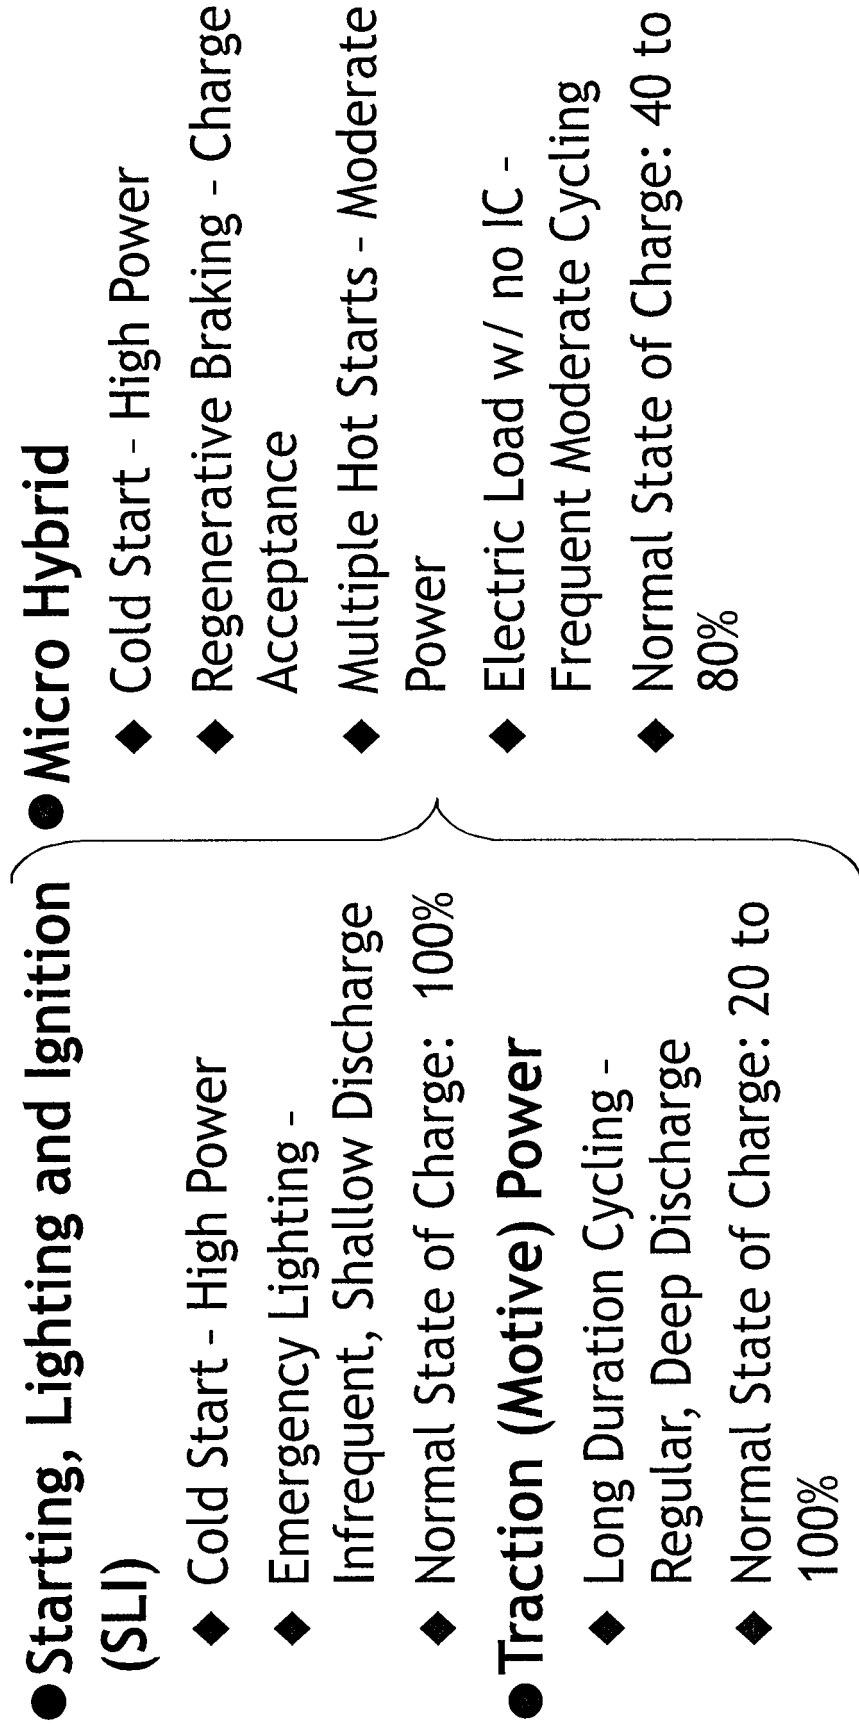 ● Starting, Lighting and Ignition
(SLI)
◆ Cold Start - High Power
◆ Emergency Lighting -
Infrequent, Shallow Discharge
◆ Normal State of Charge: 100%
● Traction (Motive) Power
◆ Long Duration Cycling -
Regular, Deep Discharge
◆ Normal State of Charge: 20 to
100%
● Micro Hybrid
◆ Cold Start - High Power
◆ Regenerative Braking - Charge
Acceptance
◆ Multiple Hot Starts - Moderate
Power
◆ Electric Load w/ no IC -
Frequent Moderate Cycling
◆ Normal State of Charge: 40 to
80%